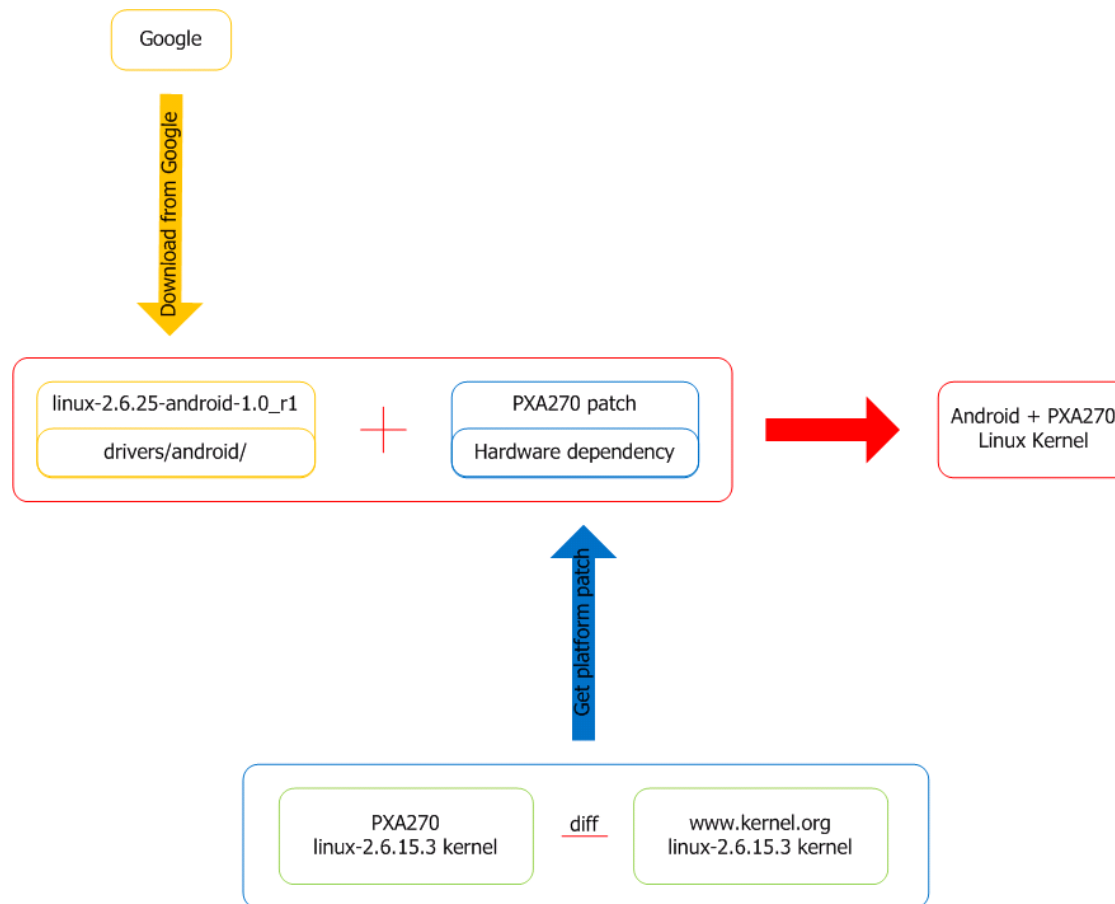 Google
Download from Google
linux-2.6.25-android-1.0_r1
drivers/android/
PXA270 patch
Hardware dependency
Android + PXA270
Linux Kernel
Get platform patch
PXA270
linux-2.6.15.3 kernel
diff
www.kernel.org
linux-2.6.15.3 kernel